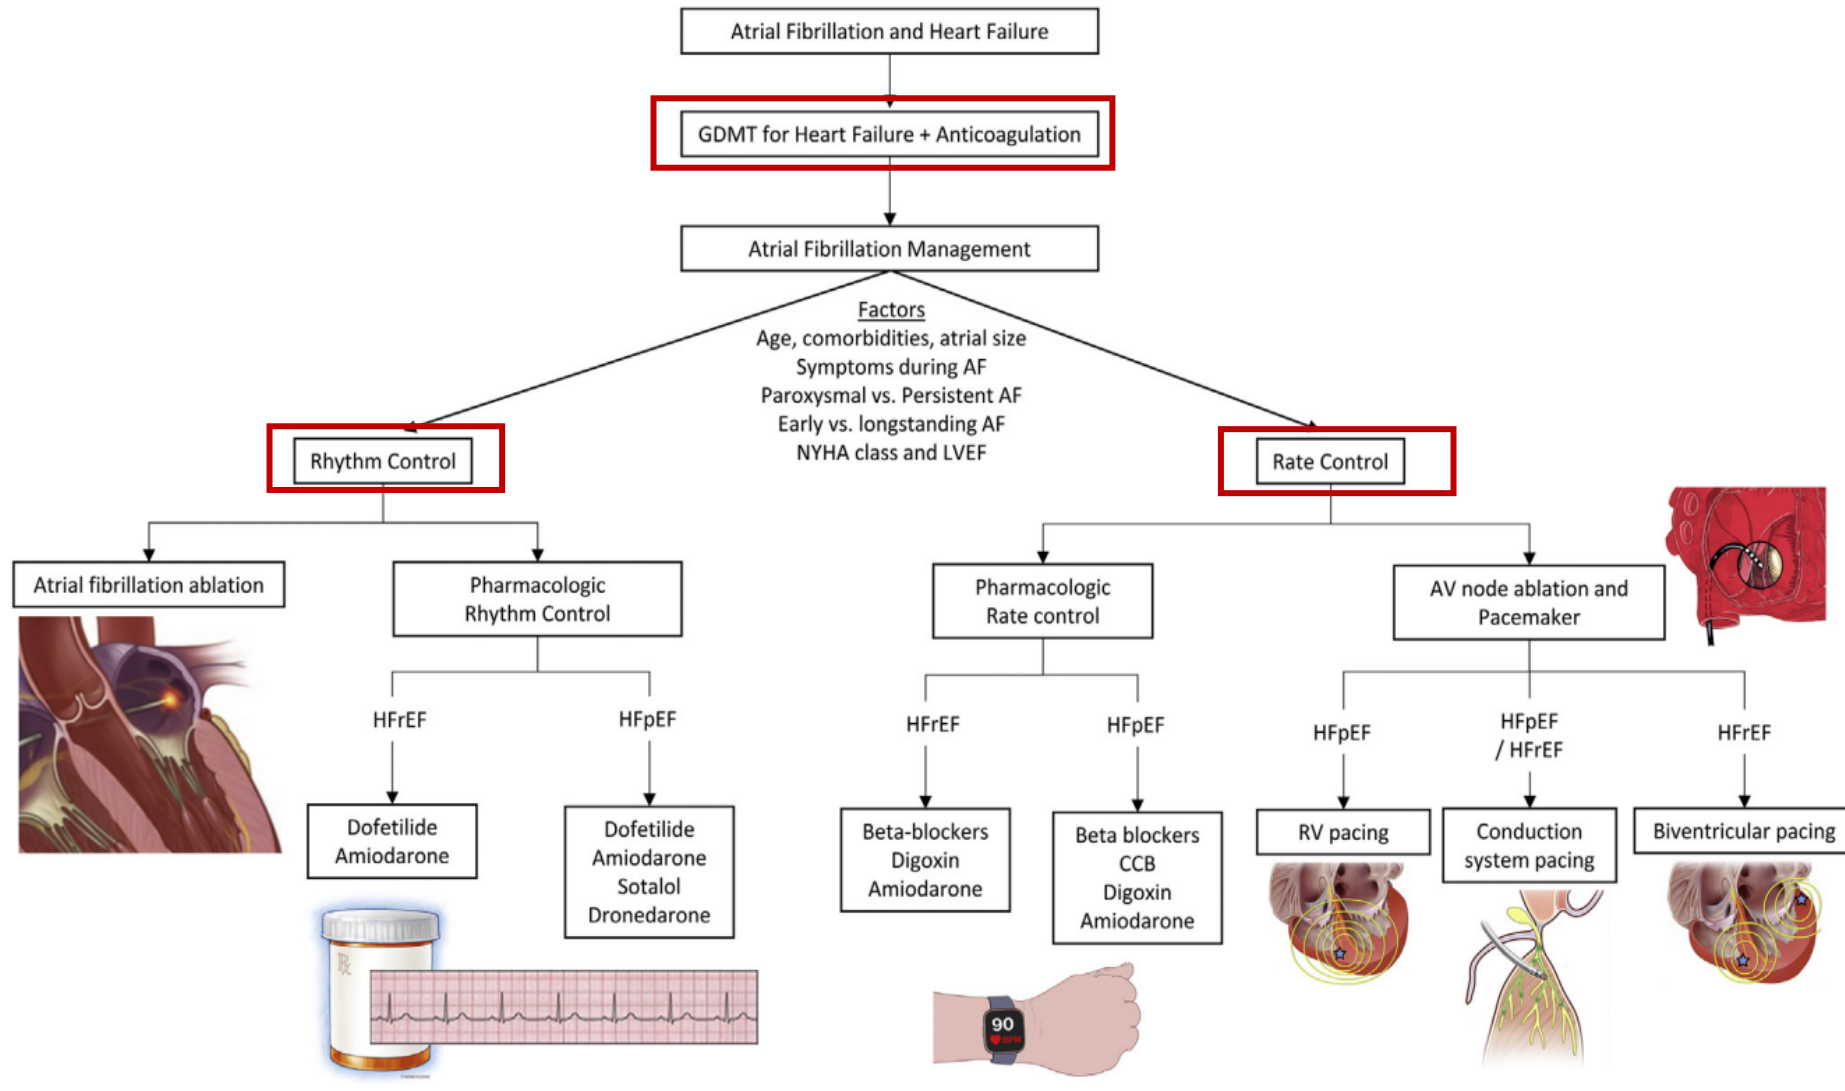 Atrial Fibrillation and Heart Failure
GDMT for Heart Failure + Anticoagulation
Atrial Fibrillation Management
Factors
Age, comorbidities, atrial size
Symptoms during AF
Paroxysmal vs. Persistent AF
Early vs. longstanding AF
NYHA class and LVEF
Rhythm Control
Rate Control
Atrial fibrillation ablation
Pharmacologic
Rhythm Control
Pharmacologic
Rate control
AV node ablation and
Pacemaker
HFrEF
HFpEF
HFrEF
HFpEF
HFpEF
HFpEF
/ HFrEF
HFrEF
Dofetilide
Amiodarone
Dofetilide
Amiodarone
Sotalol
Dronedarone
Beta-blockers
Digoxin
Amiodarone
Beta blockers
CCB
Digoxin
Amiodarone
RV pacing
Conduction
system pacing
Biventricular pacing
Rx
90
BPM